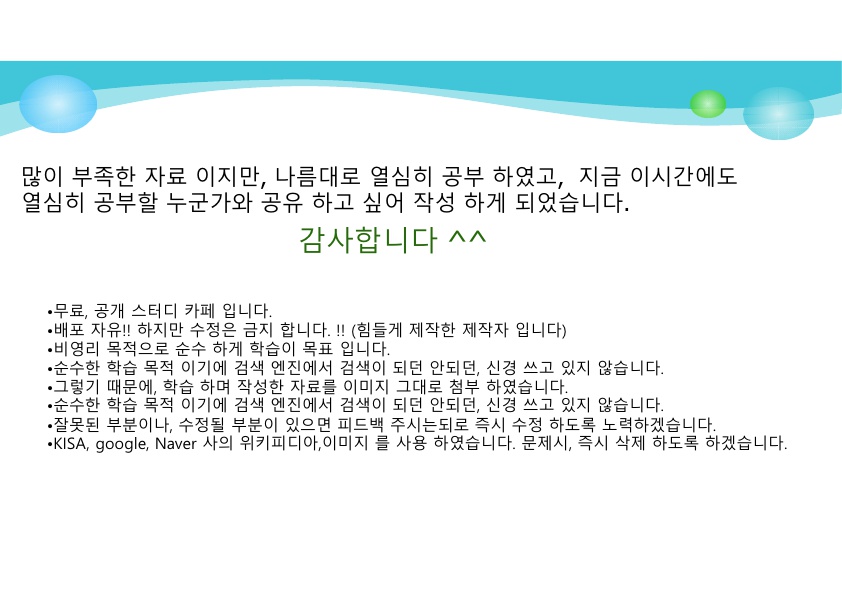 많이 부족한 자료 이지만, 나름대로 열심히 공부 하였고,  지금 이시간에도
열심히 공부할 누군가와 공유 하고 싶어 작성 하게 되었습니다.
감사합니다 ^^
•무료, 공개 스터디 카페 입니다.
•배포 자유!! 하지만 수정은 금지 합니다. !! (힘들게 제작한 제작자 입니다)
•비영리 목적으로 순수 하게 학습이 목표 입니다.
•순수한 학습 목적 이기에 검색 엔진에서 검색이 되던 안되던, 신경 쓰고 있지 않습니다.
•그렇기 때문에, 학습 하며 작성한 자료를 이미지 그대로 첨부 하였습니다.
•순수한 학습 목적 이기에 검색 엔진에서 검색이 되던 안되던, 신경 쓰고 있지 않습니다.
•잘못된 부분이나, 수정될 부분이 있으면 피드백 주시는되로 즉시 수정 하도록 노력하겠습니다.
•KISA, google, Naver 사의 위키피디아,이미지 를 사용 하였습니다. 문제시, 즉시 삭제 하도록 하겠습니다.